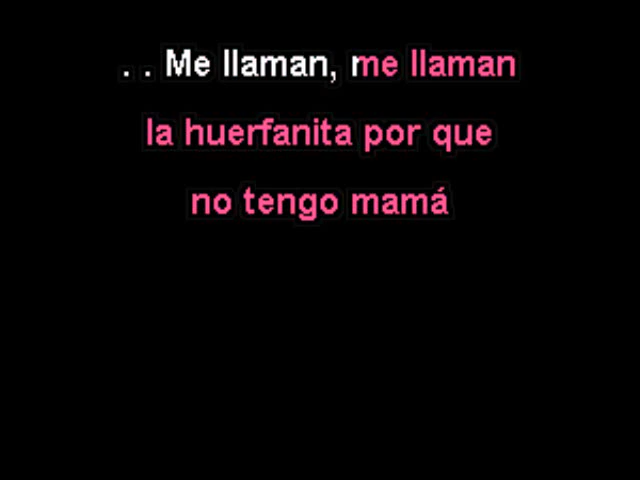 . . Me llaman, me llaman
la huerfanita por que
no tengo mamá